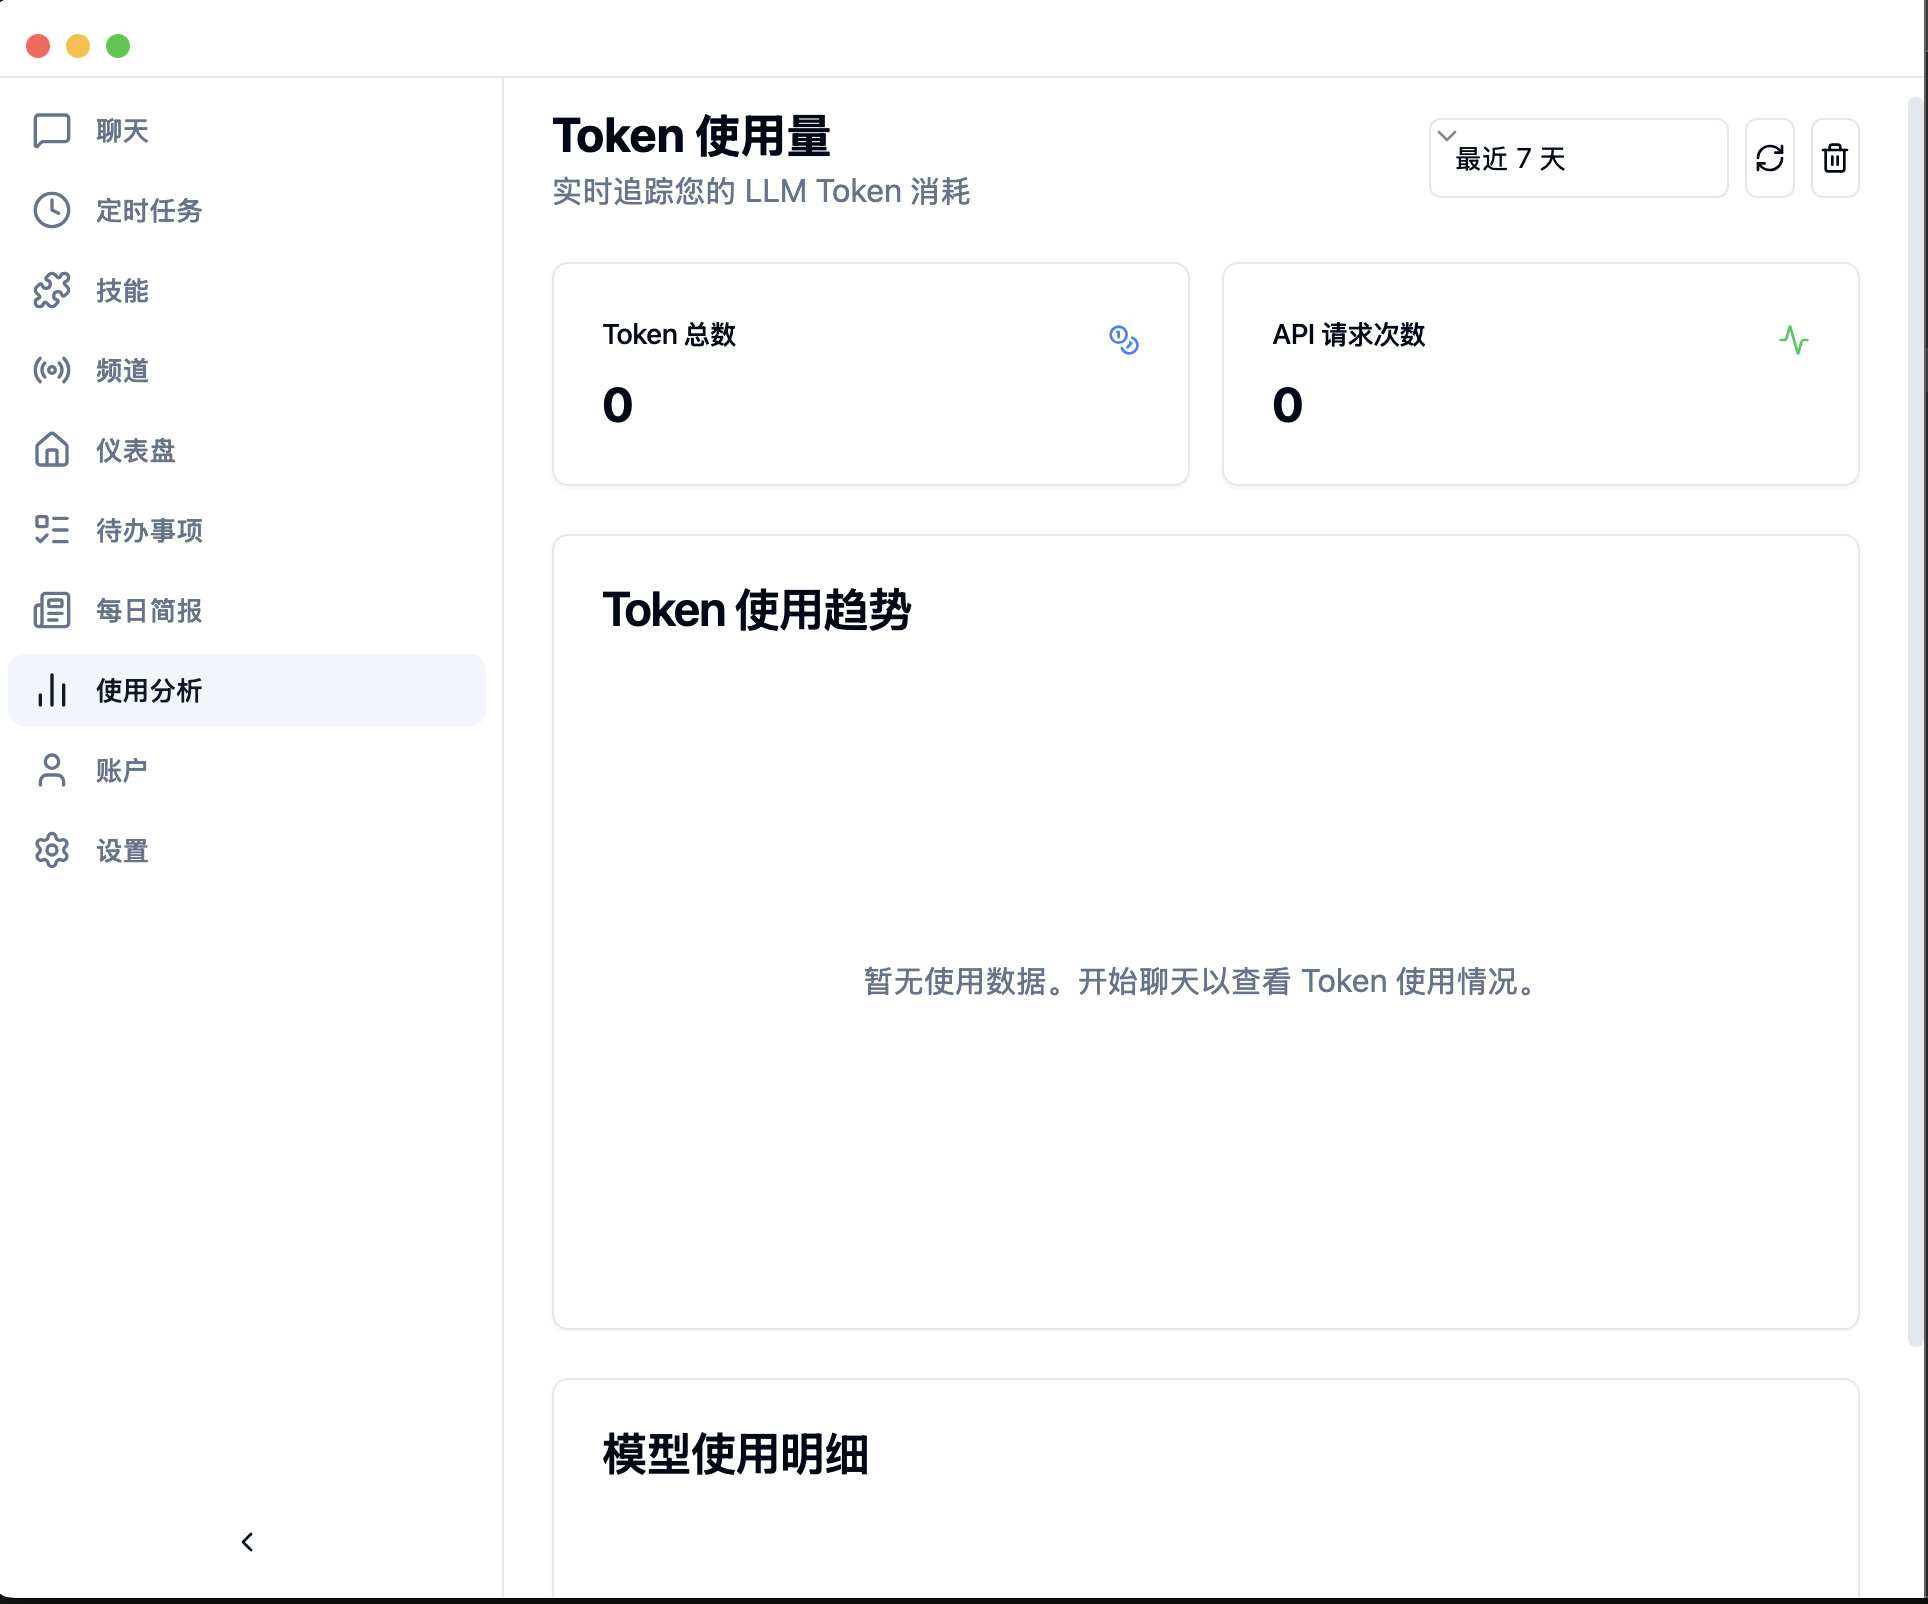 聊天
定时任务
技能
频道
仪表盘
待办事项
每日简报
使用分析
账户
设置
Token 使用量
实时追踪您的 LLM Token 消耗
最近 7 天
Token 总数
0
API 请求次数
0
Token 使用趋势
暂无使用数据。开始聊天以查看 Token 使用情况。
模型使用明细